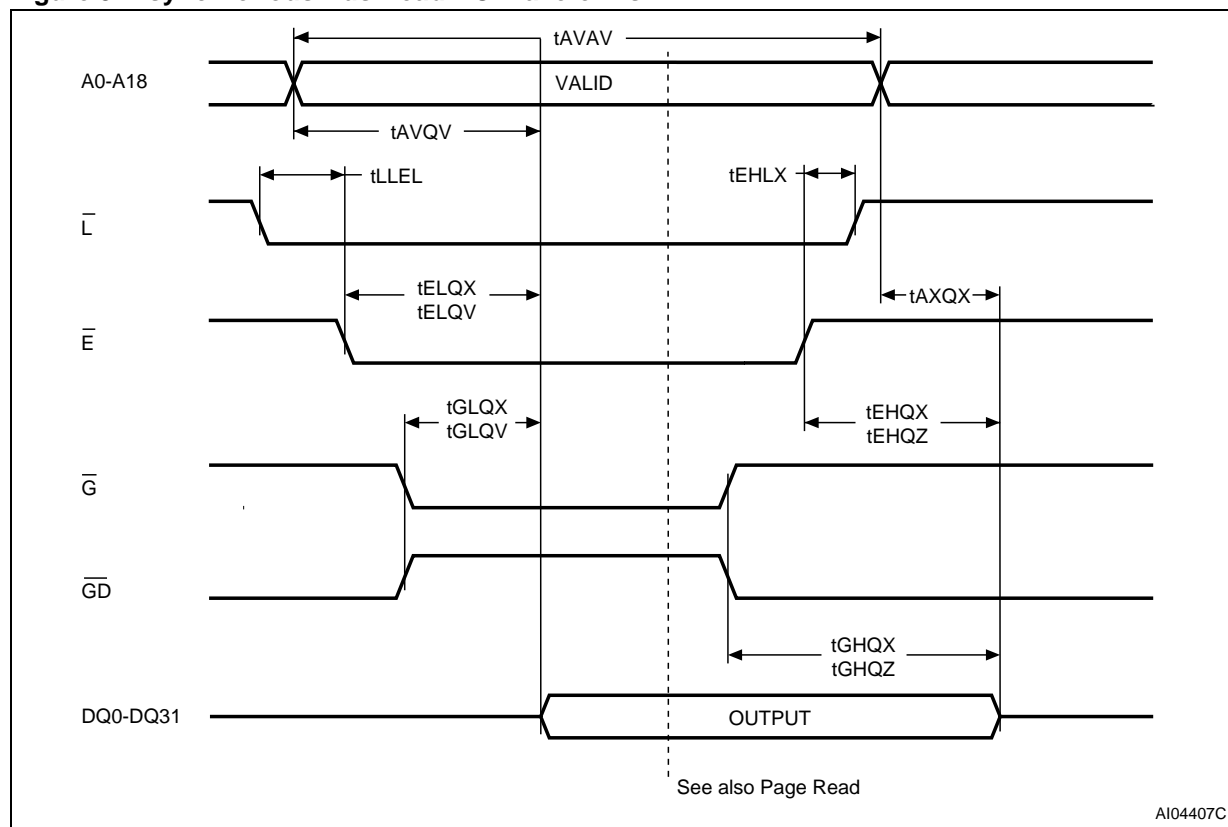 tAVAV
A0-A18
VALID
tAVQV
tLLEL
tEHLX
L
tELQX
tELQV
tAXQX
E
tGLQX
tGLQV
tEHQX
tEHQZ
G
GD
tGHQX
tGHQZ
DQ0-DQ31
OUTPUT
See also Page Read
AI04407C